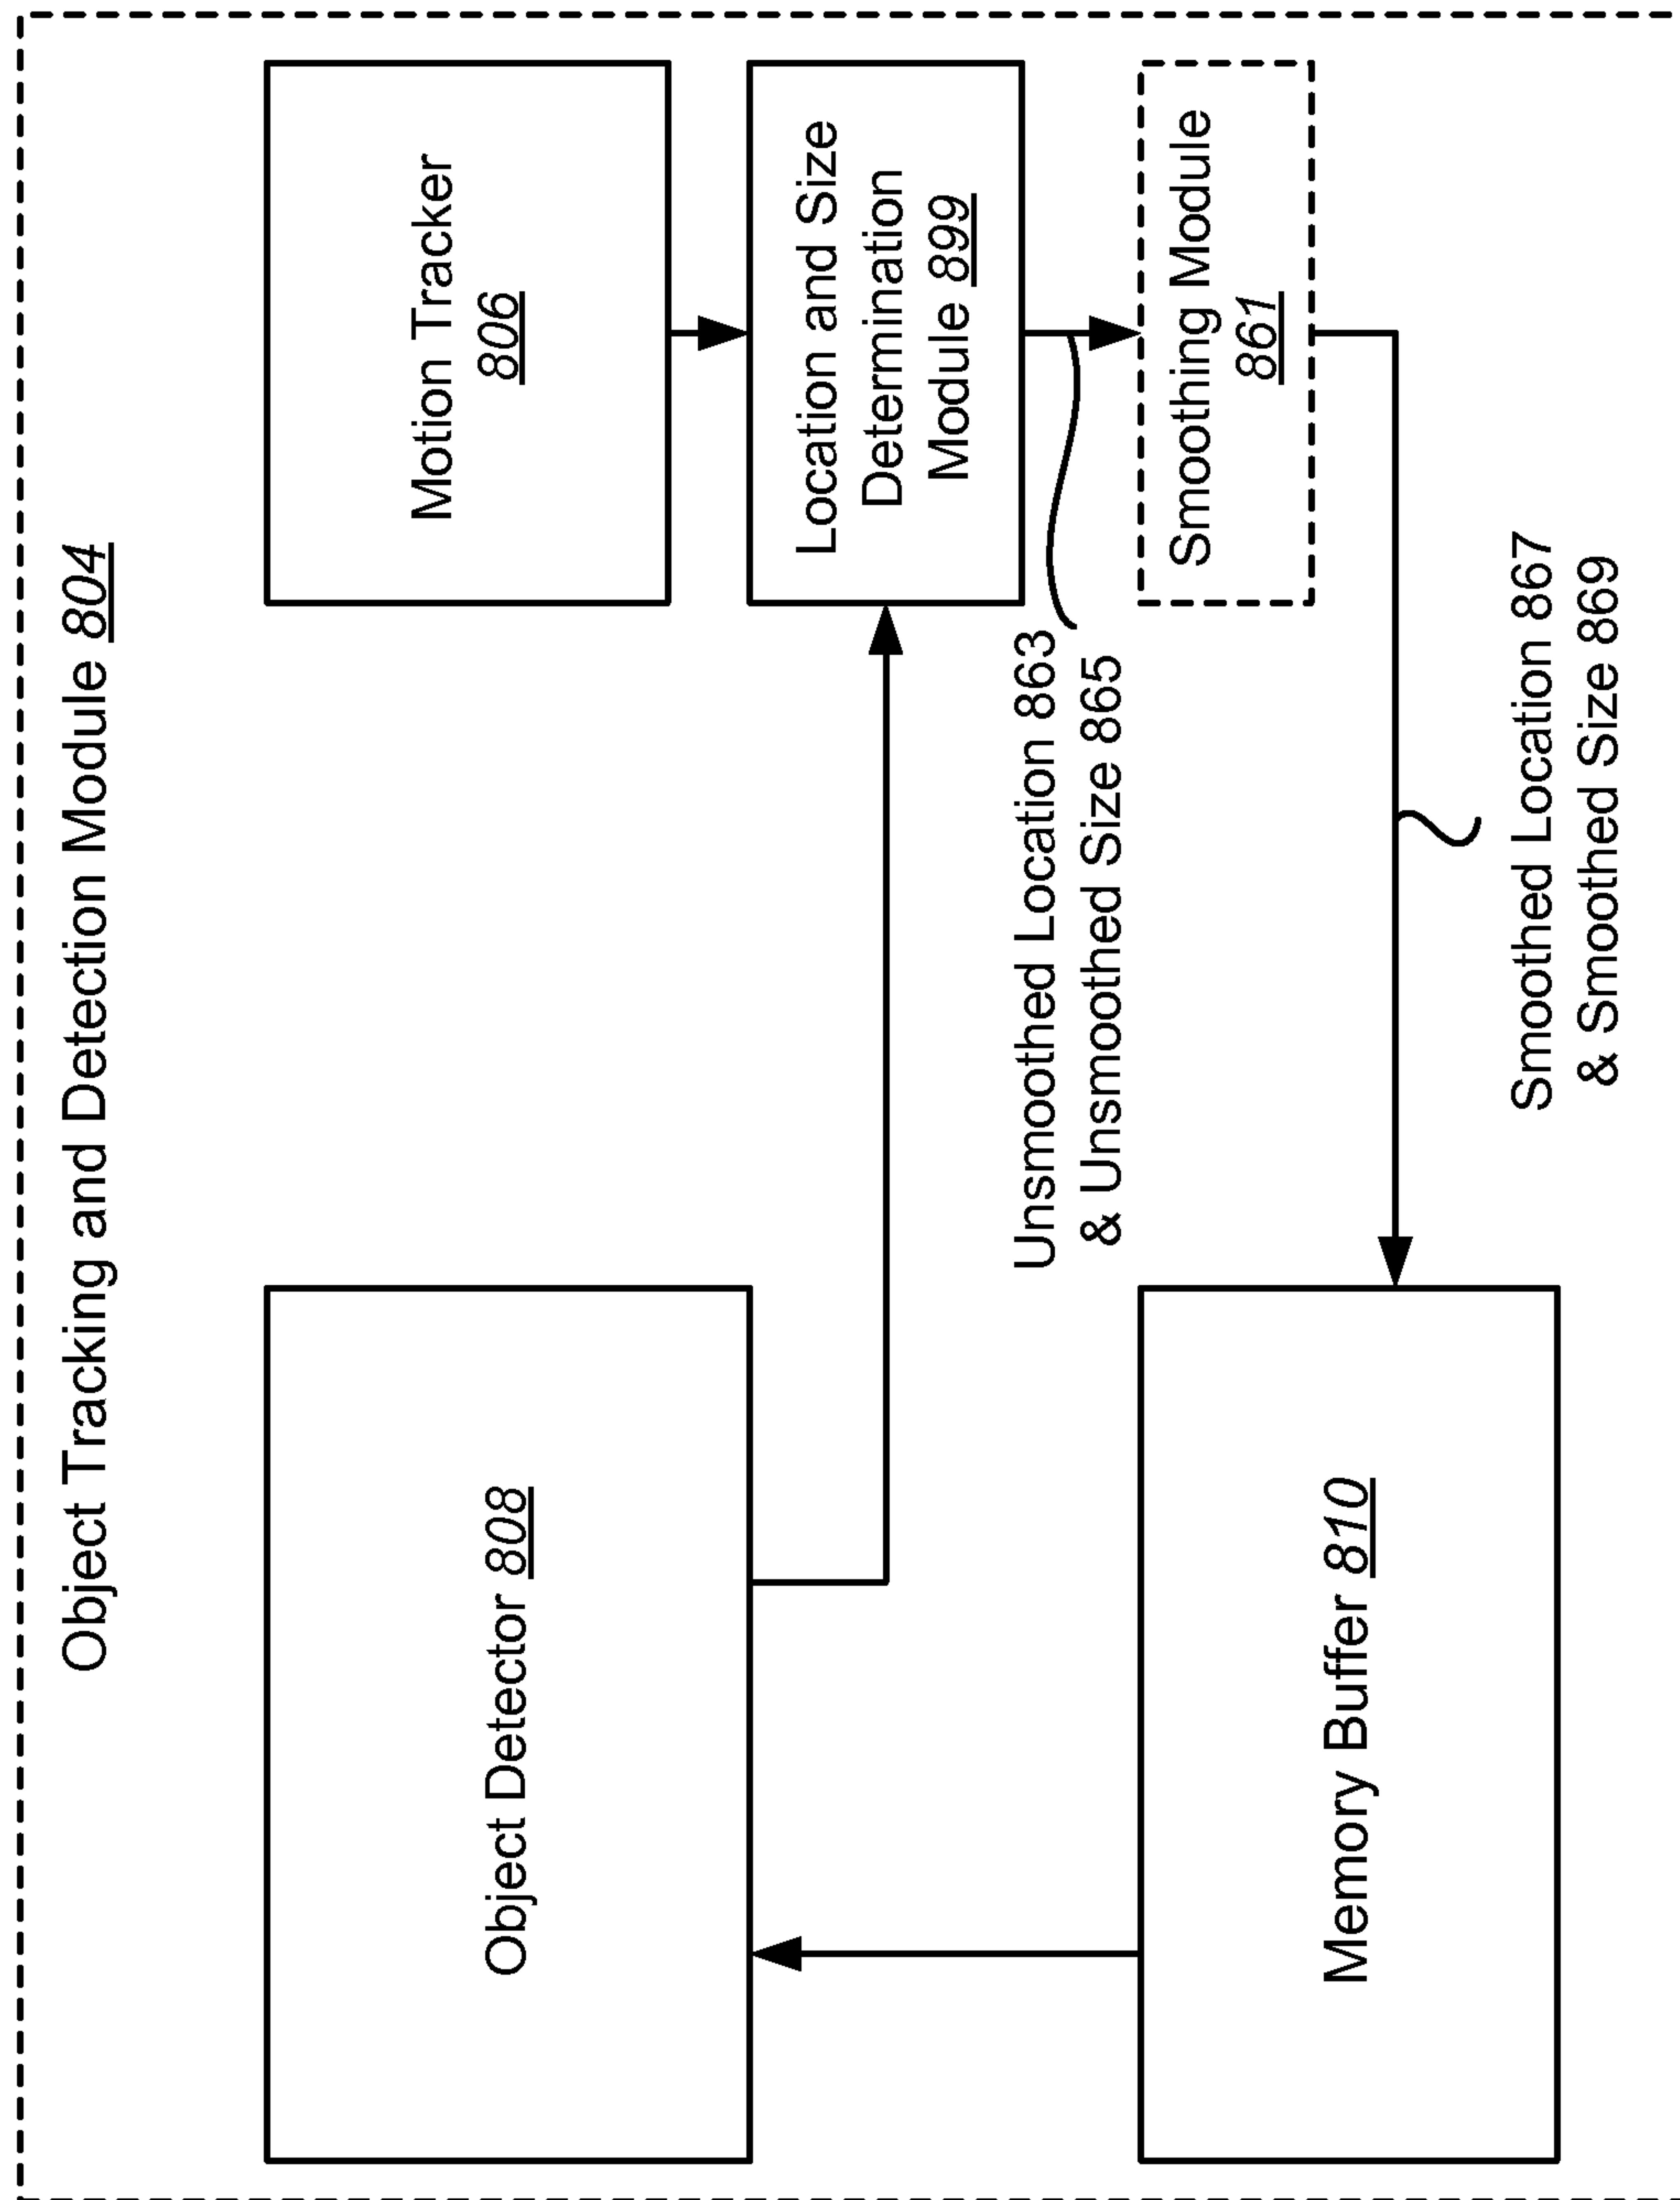 Object Tracking and Detection Module 804
Object Detector 808
Motion Tracker
806
Location and Size
Determination
Module 899
Unsmoothed Location 863
& Unsmoothed Size 865
Smoothing Module
861
Memory Buffer 810
Smoothed Location 867
& Smoothed Size 869